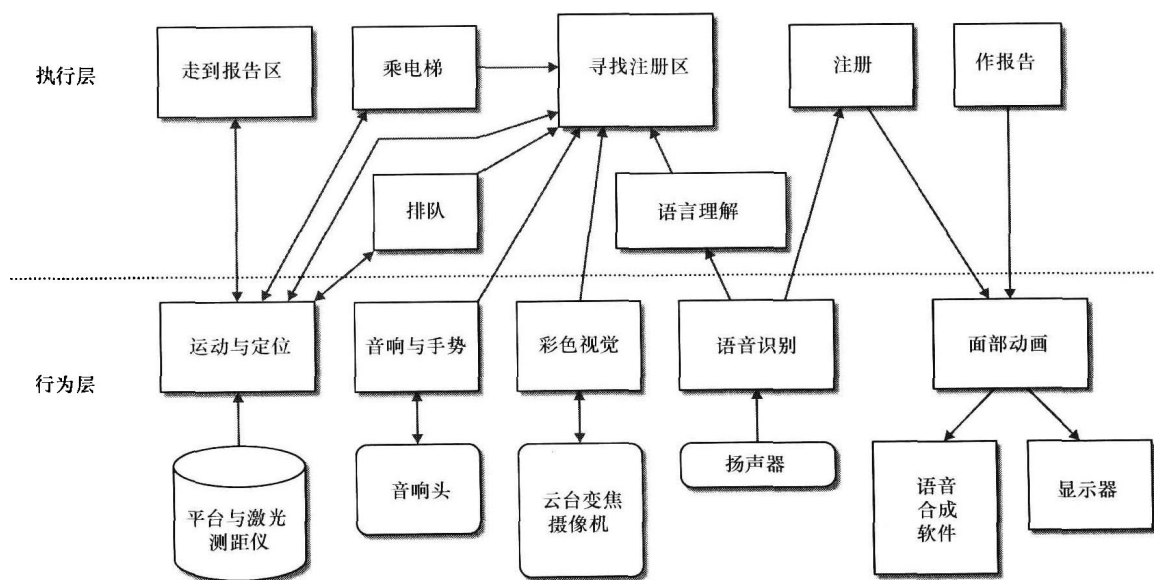 执行层
走到报告区
乘电梯
寻找注册区
注册
作报告
排队
语言理解
行为层
运动与定位
音响与手势
彩色视觉
语音识别
面部动画
平台与激光
测距仪
音响头
云台变焦
摄像机
扬声器
语音
合成
软件
显示器